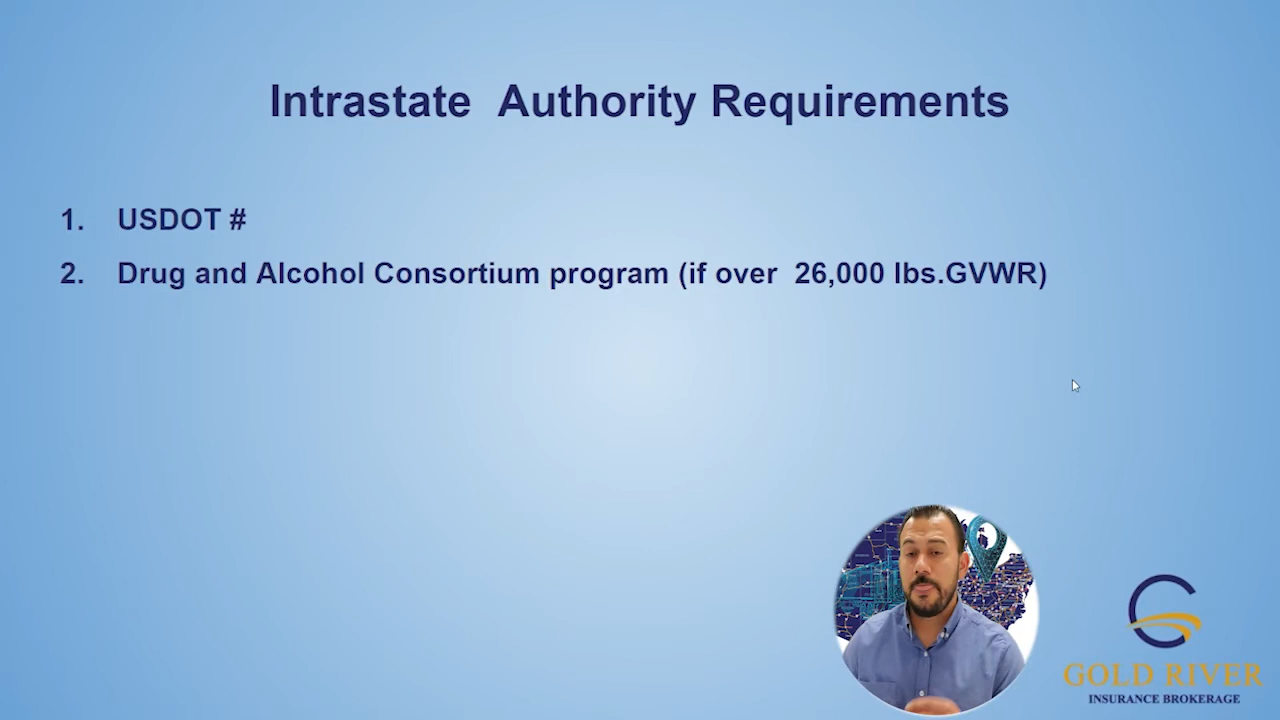 Intrastate  Authority Requirements
1. USDOT #
2. Drug and Alcohol Consortium program (if over  26,000 lbs.GVWR)
GOLD RIVER
INSURANCE BROKERAGE